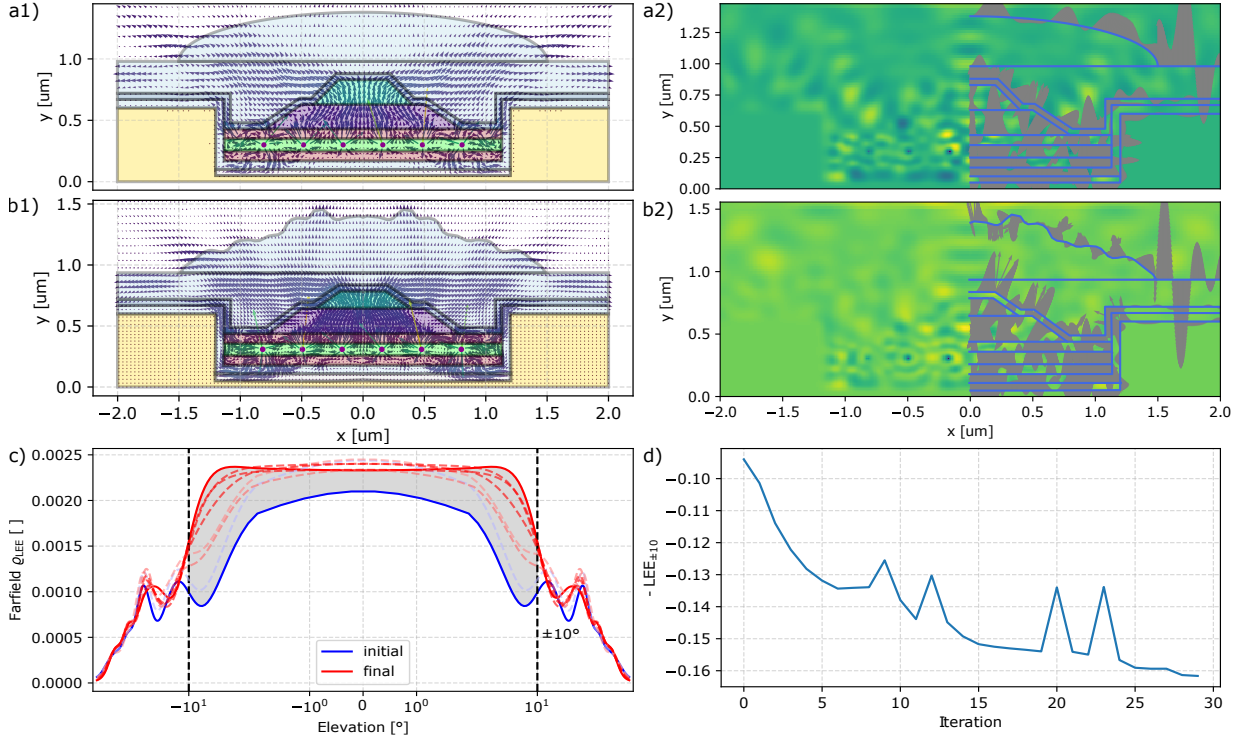 a1)
y [um]
1.0
0.5
0.0
b1)
y [um]
1.5
1.0
0.5
0.0
−2.0 −1.5 −1.0 −0.5 0.0 0.5 1.0 1.5 2.0
x [um]
a2)
y [um]
1.25
1.00
0.75
0.50
0.25
0.00
b2)
y [um]
1.5
1.0
0.5
0.0
−2.0 −1.5 −1.0 −0.5 0.0 0.5 1.0 1.5 2.0
x [um]
c)
Farfield ϱLEE [ ]
0.0025
0.0020
0.0015
0.0010
0.0005
0.0000
±10°
initial
final
−10¹ −10⁰ 10⁰ 10¹
Elevation [°]
d)
- LEE±10
−0.10
−0.11
−0.12
−0.13
−0.14
−0.15
−0.16
0 5 10 15 20 25 30
Iteration